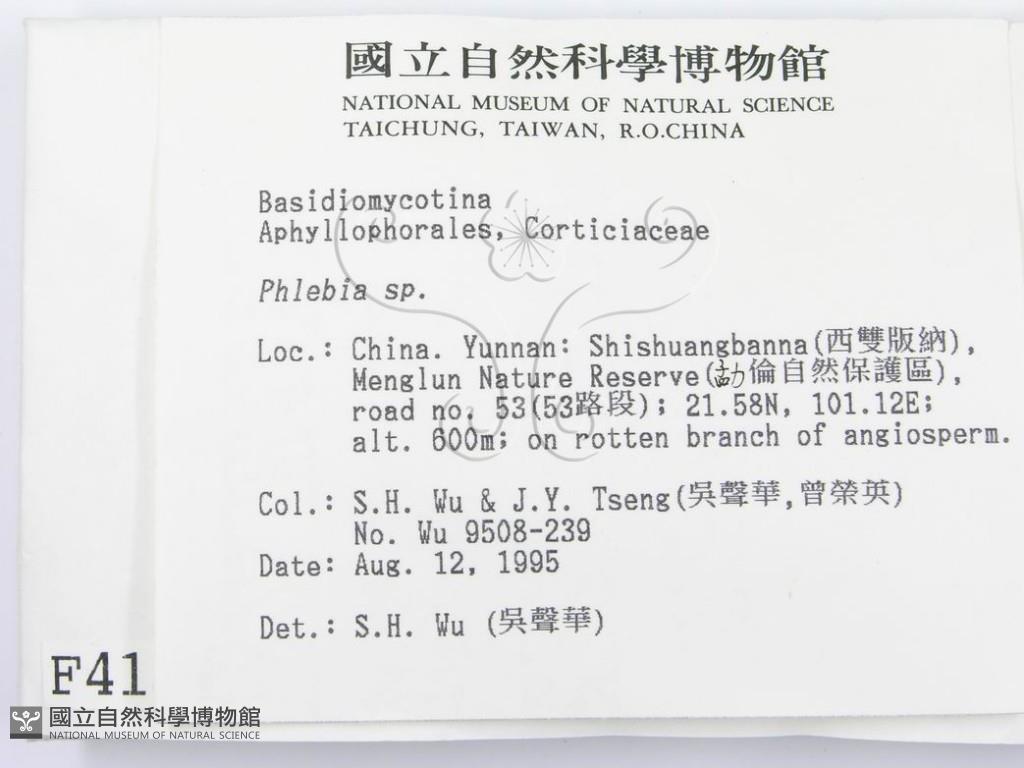 國立自然科學博物館
NATIONAL MUSEUM OF NATURAL SCIENCE
TAICHUNG, TAIWAN, R.O.CHINA
Basidiomycotina
Aphyllophorales, Corticiaceae
Phlebia sp.
Loc.: China. Yunnan: Shishuangbanna(西雙版納),
Menglun Nature Reserve(勐倫自然保護區),
road no. 53(53路段); 21.58N, 101.12E;
alt. 600m; on rotten branch of angiosperm.
Col.: S.H. Wu & J.Y. Tseng(吳聲華,曾榮英)
No. Wu 9508-239
Date: Aug. 12, 1995
Det.: S.H. Wu (吳聲華)
F41
國立自然科學博物館
NATIONAL MUSEUM OF NATURAL SCIENCE